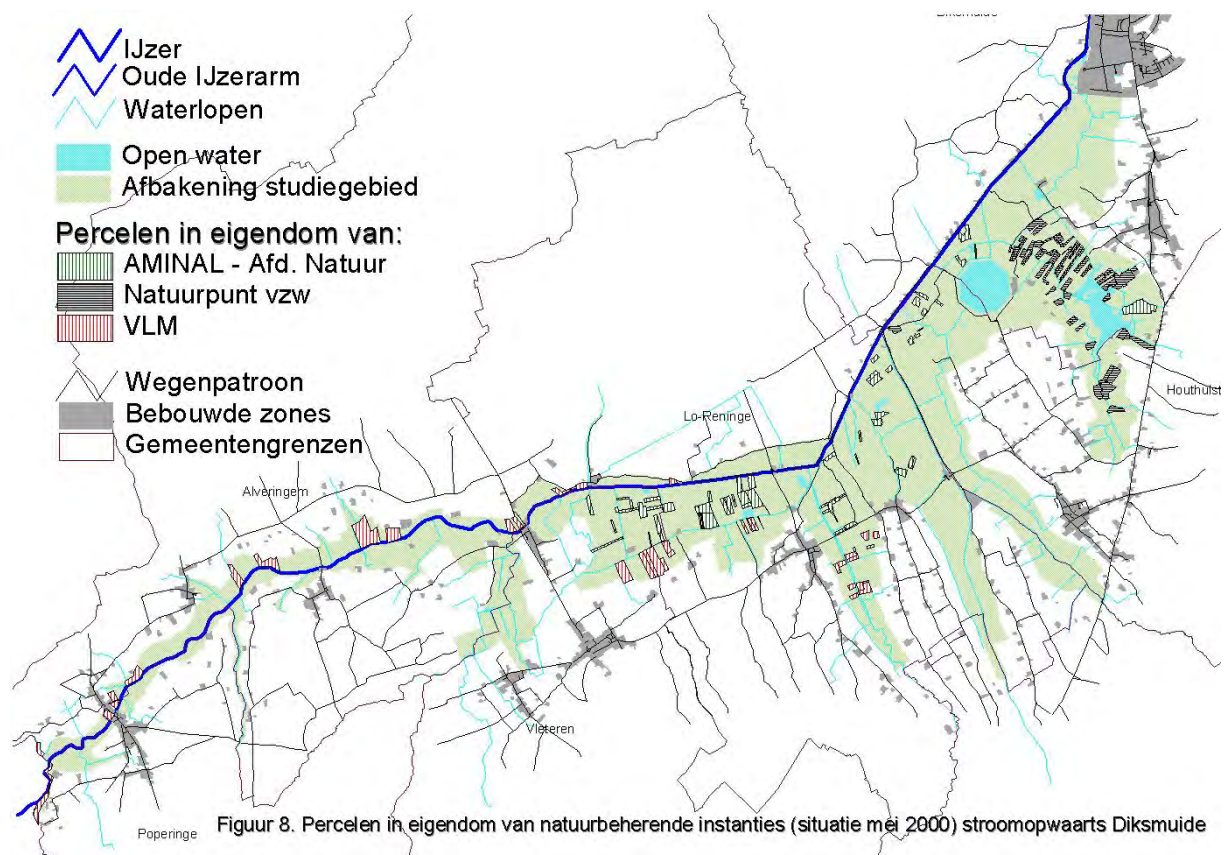 Diksmuide
IJzer
Oude IJzerarm
Waterlopen
Open water
Afbakening studiegebied
Percelen in eigendom van:
AMINAL - Afd. Natuur
Natuurpunt vzw
VLM
Wegenpatroon
Bebouwde zones
Gemeentengrenzen
Houthulst
Lo-Reninge
Alveringem
Vleteren
Poperinge
Figuur 8. Percelen in eigendom van natuurbeherende instanties (situatie mei 2000) stroomopwaarts Diksmuide